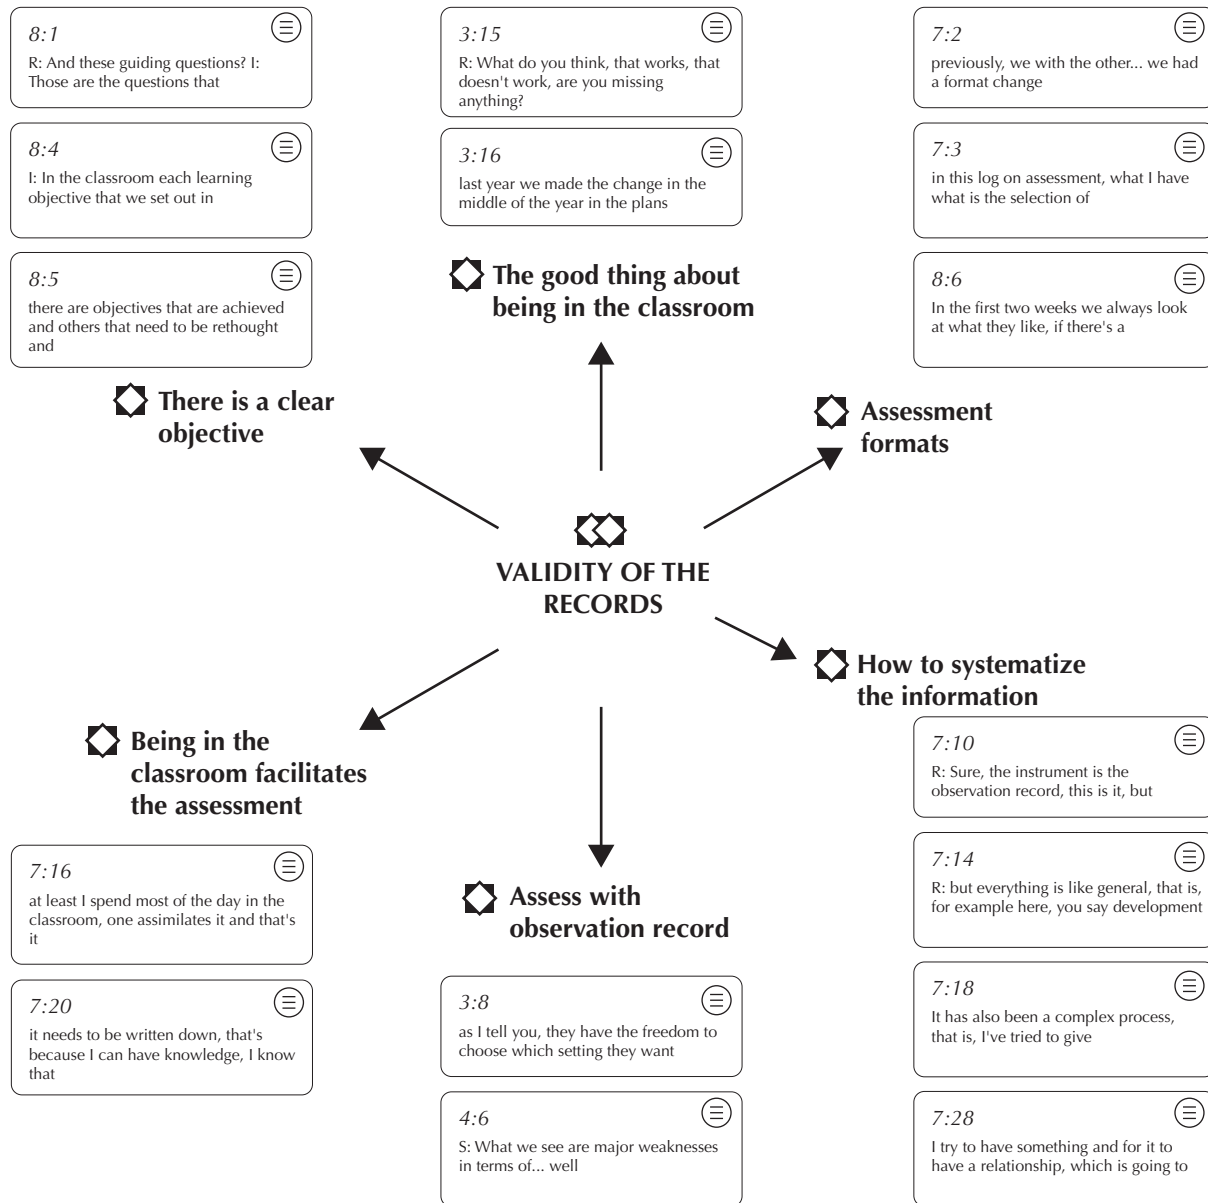 8:1
R: And these guiding questions? I:
Those are the questions that
8:4
I: In the classroom each learning
objective that we set out in
8:5
there are objectives that are achieved
and others that need to be rethought
and
There is a clear
objective
3:15
R: What do you think, that works, that
doesn't work, are you missing
anything?
3:16
last year we made the change in the
middle of the year in the plans
The good thing about
being in the classroom
7:2
previously, we with the other... we had
a format change
7:3
in this log on assessment, what I have
what is the selection of
8:6
In the first two weeks we always look
at what they like, if there's a
Assessment
formats
VALIDITY OF THE
RECORDS
Being in the
classroom facilitates
the assessment
7:16
at least I spend most of the day in the
classroom, one assimilates it and that's
it
7:20
it needs to be written down, that's
because I can have knowledge, I know
that
Assess with
observation record
3:8
as I tell you, they have the freedom to
choose which setting they want
4:6
S: What we see are major weaknesses
in terms of... well
How to systematize
the information
7:10
R: Sure, the instrument is the
observation record, this is it, but
7:14
R: but everything is like general, that is,
for example here, you say development
7:18
It has also been a complex process,
that is, I've tried to give
7:28
I try to have something and for it to
have a relationship, which is going to